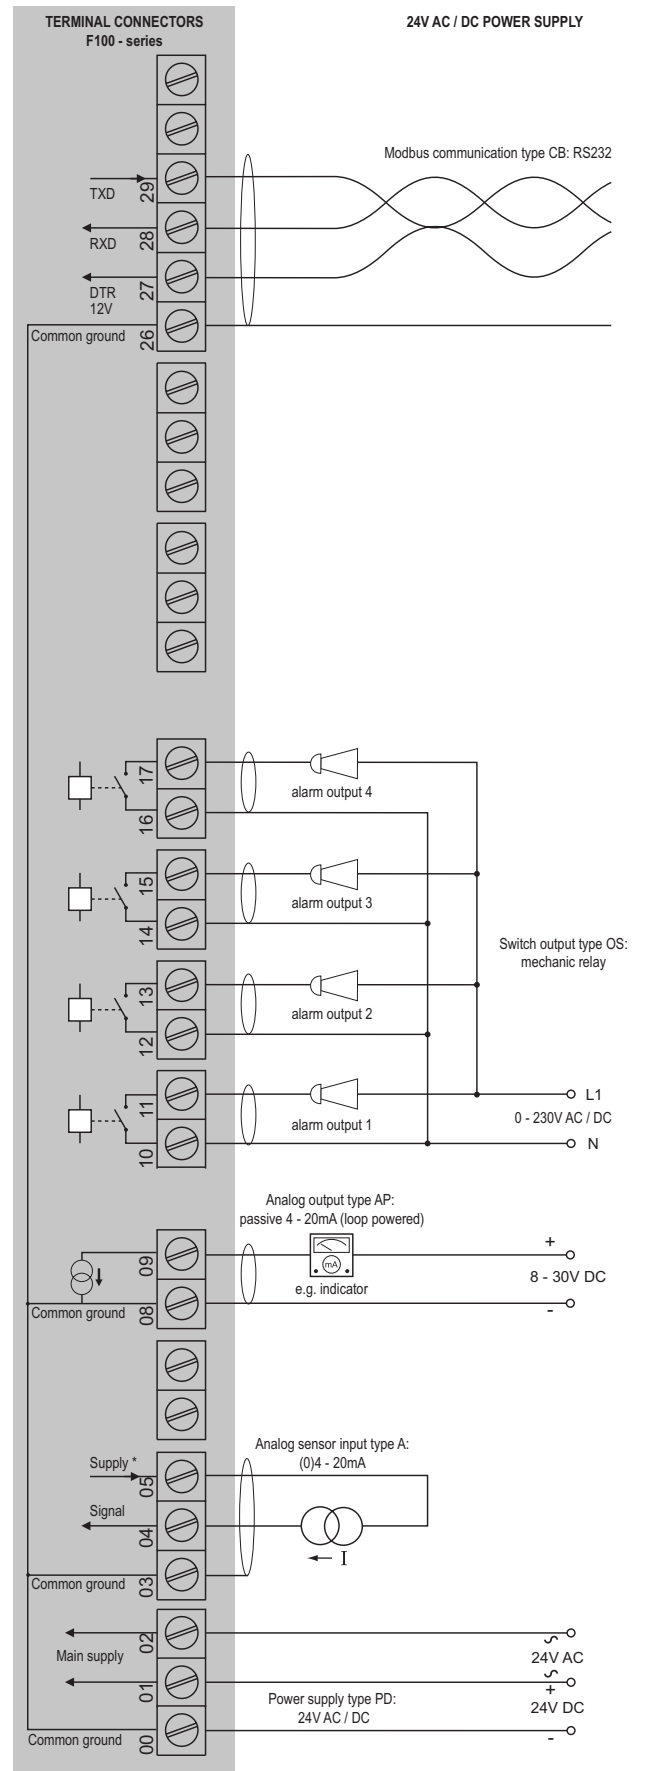 TERMINAL CONNECTORS
F100 - series
24V AC / DC POWER SUPPLY
Modbus communication type CB: RS232
TXD
29
RXD
28
DTR
12V
27
Common ground
26
17
alarm output 4
16
15
alarm output 3
14
Switch output type OS:
mechanic relay
13
alarm output 2
12
11
L1
0 - 230V AC / DC
alarm output 1
10
N
Analog output type AP:
passive 4 - 20mA (loop powered)
09
mA
+
8 - 30V DC
e.g. indicator
Common ground
08
-
Analog sensor input type A:
(0)4 - 20mA
Supply *
05
Signal
04
I
Common ground
03
02
24V AC
Main supply
01
+
24V DC
Power supply type PD:
24V AC / DC
Common ground
00
-